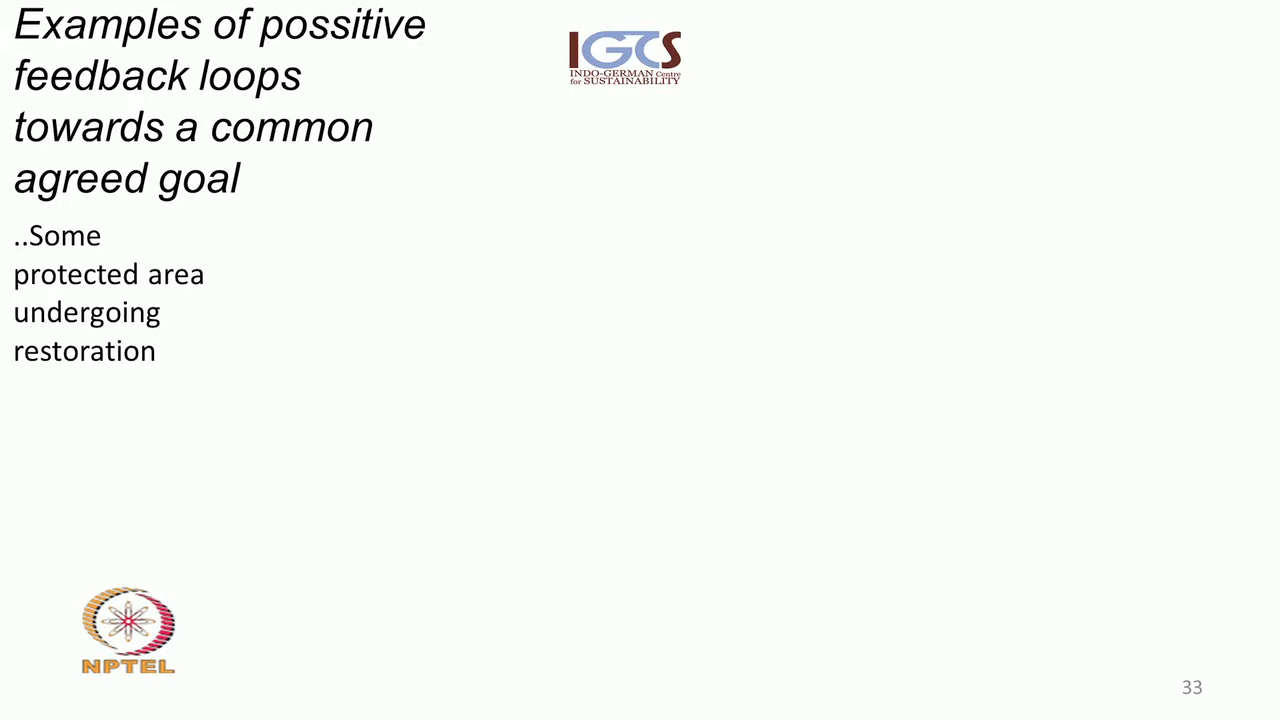 Examples of possitive
feedback loops
towards a common
agreed goal
IGCS
INDO-GERMAN Centre
for SUSTAINABILITY
..Some
protected area
undergoing
restoration
NPTEL
33